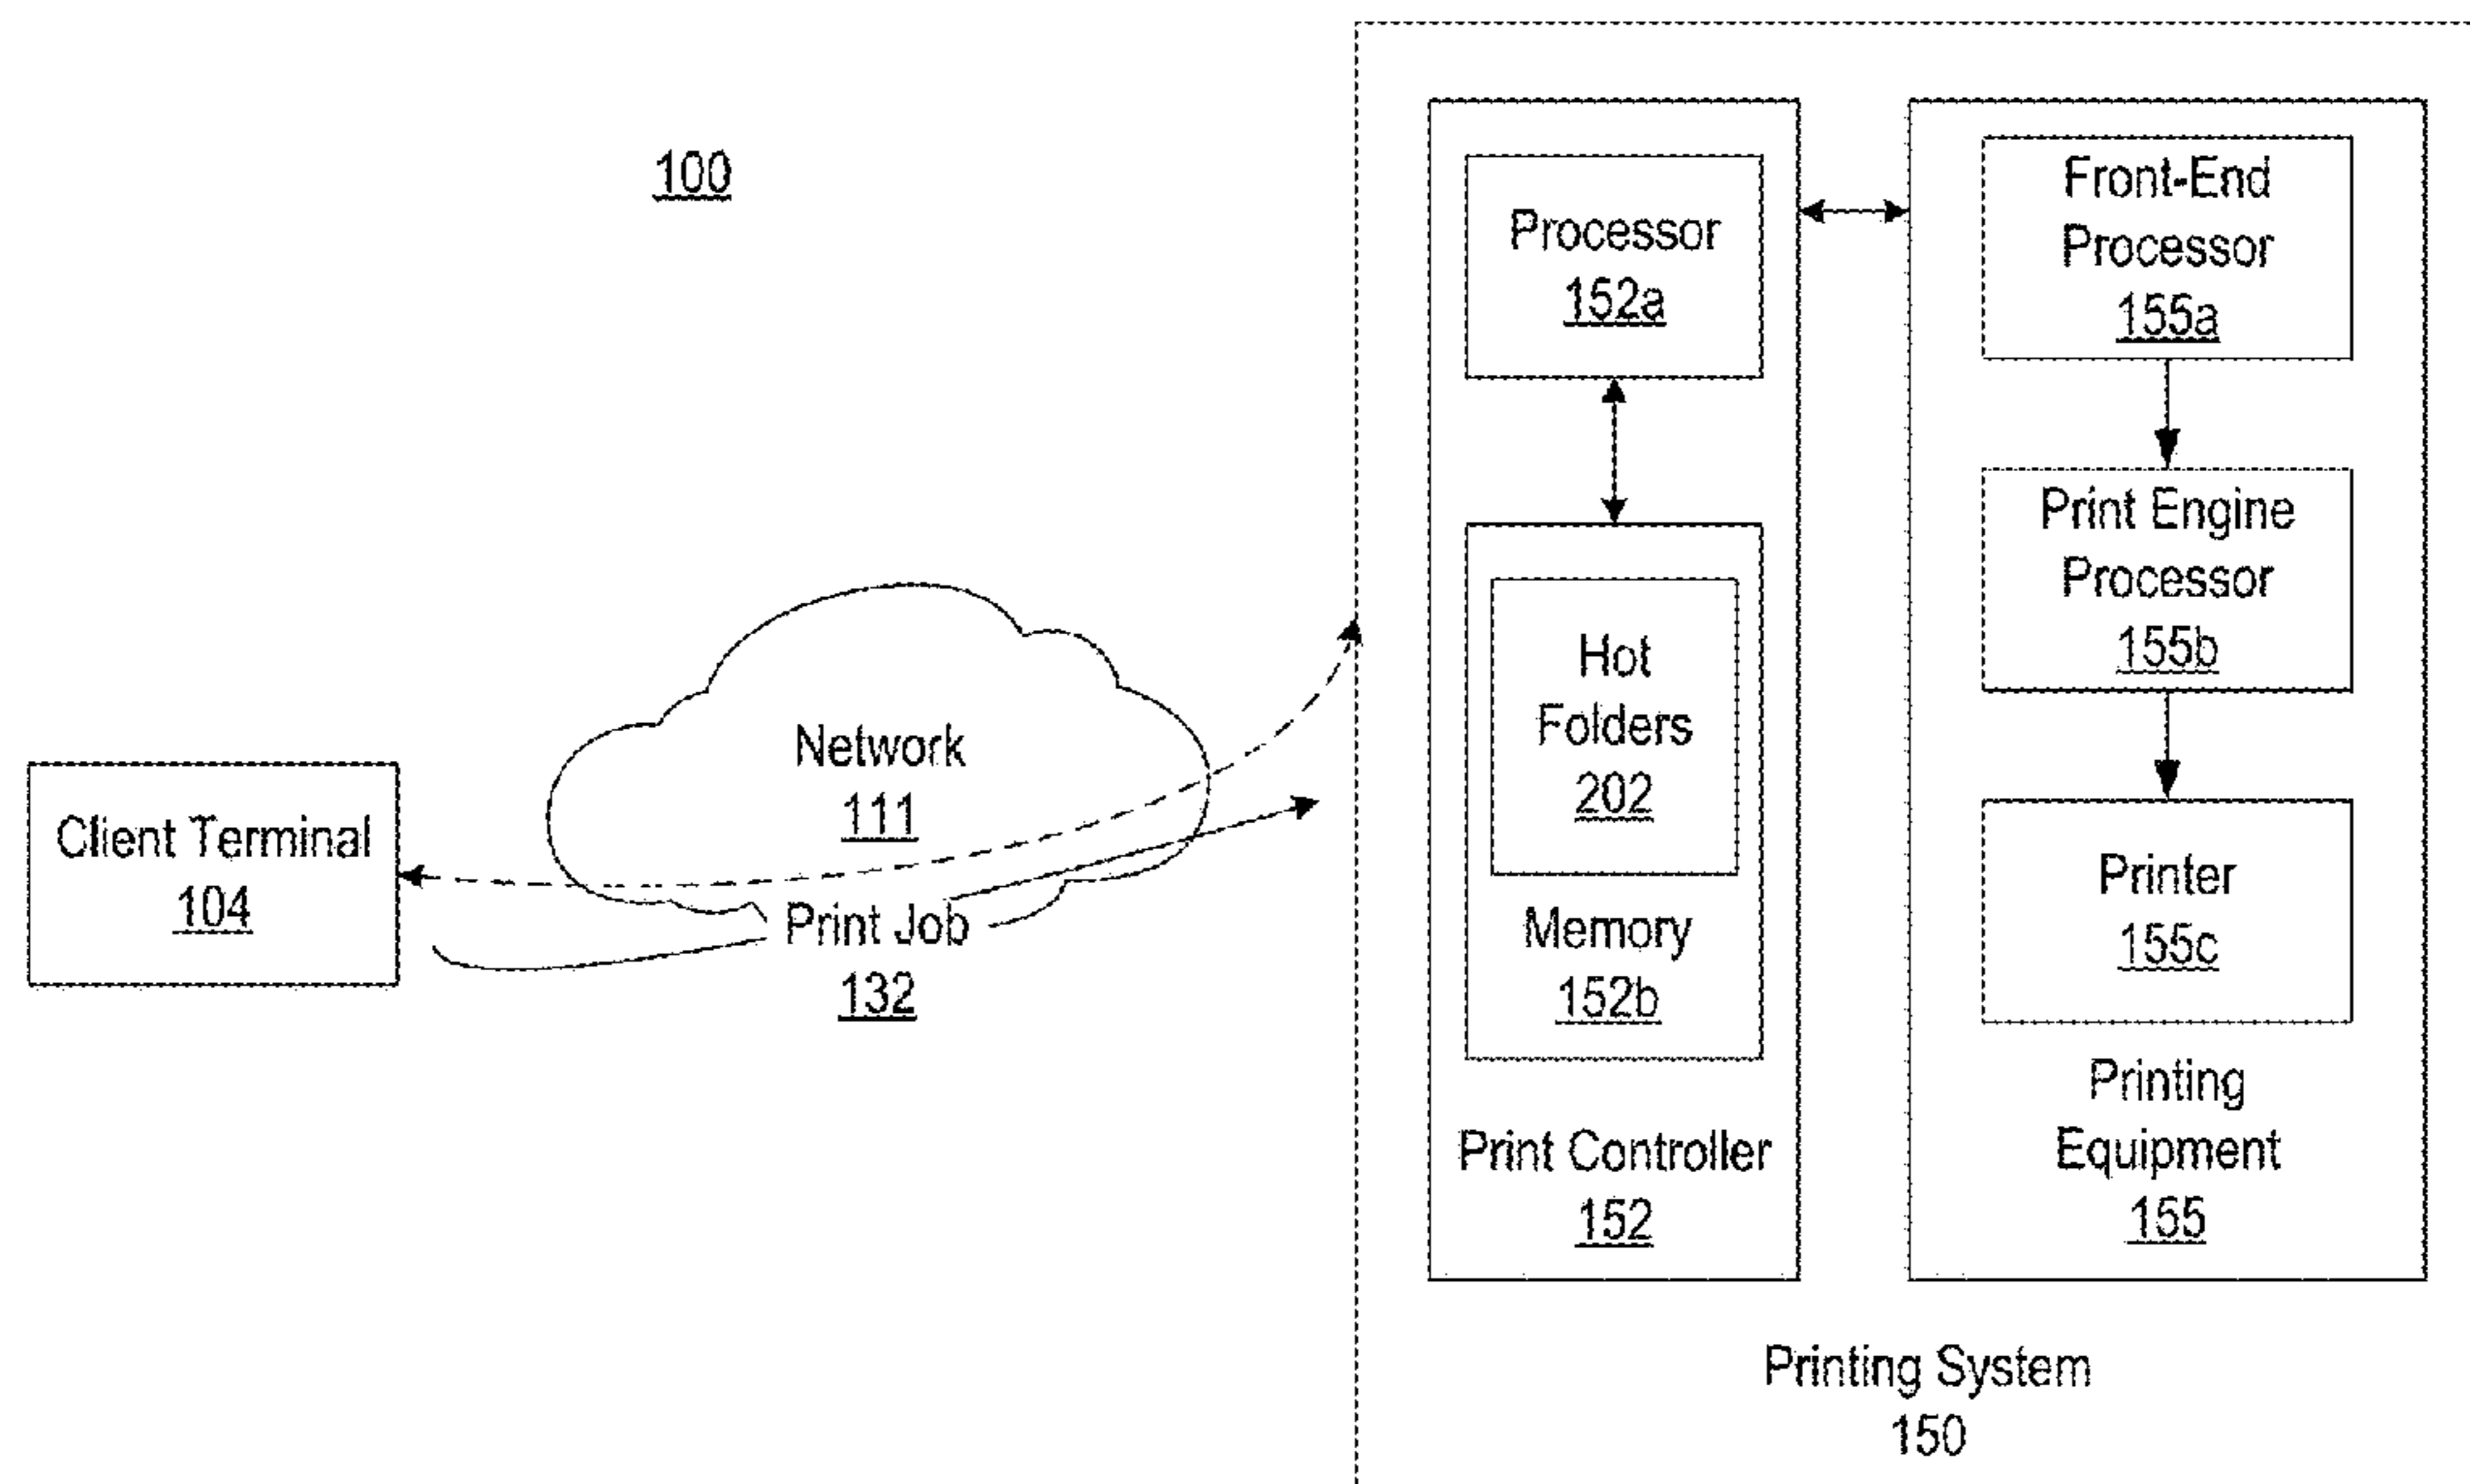 100
Client Terminal
104
Network
111
Print Job
132
Processor
152a
Hot
Folders
202
Memory
152b
Print Controller
152
Front-End
Processor
155a
Print Engine
Processor
155b
Printer
155c
Printing
Equipment
155
Printing System
150